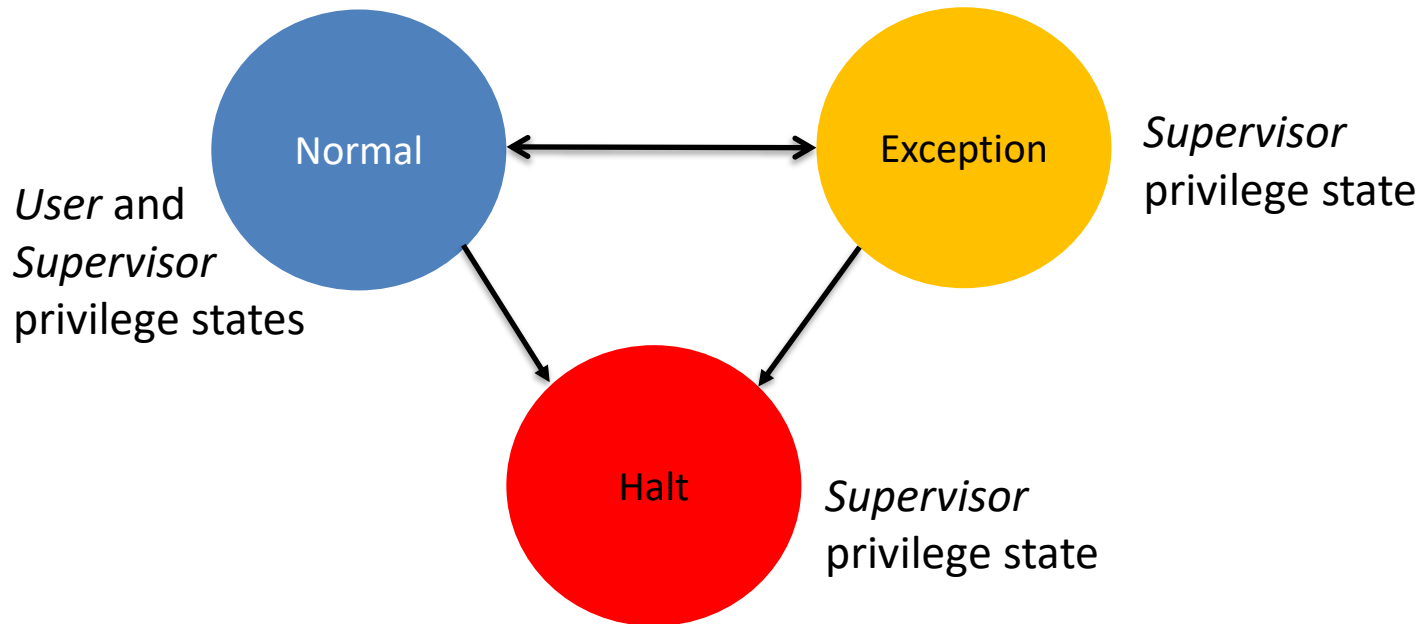 Normal
Exception
Supervisor
privilege state
User and
Supervisor
privilege states
Halt
Supervisor
privilege state